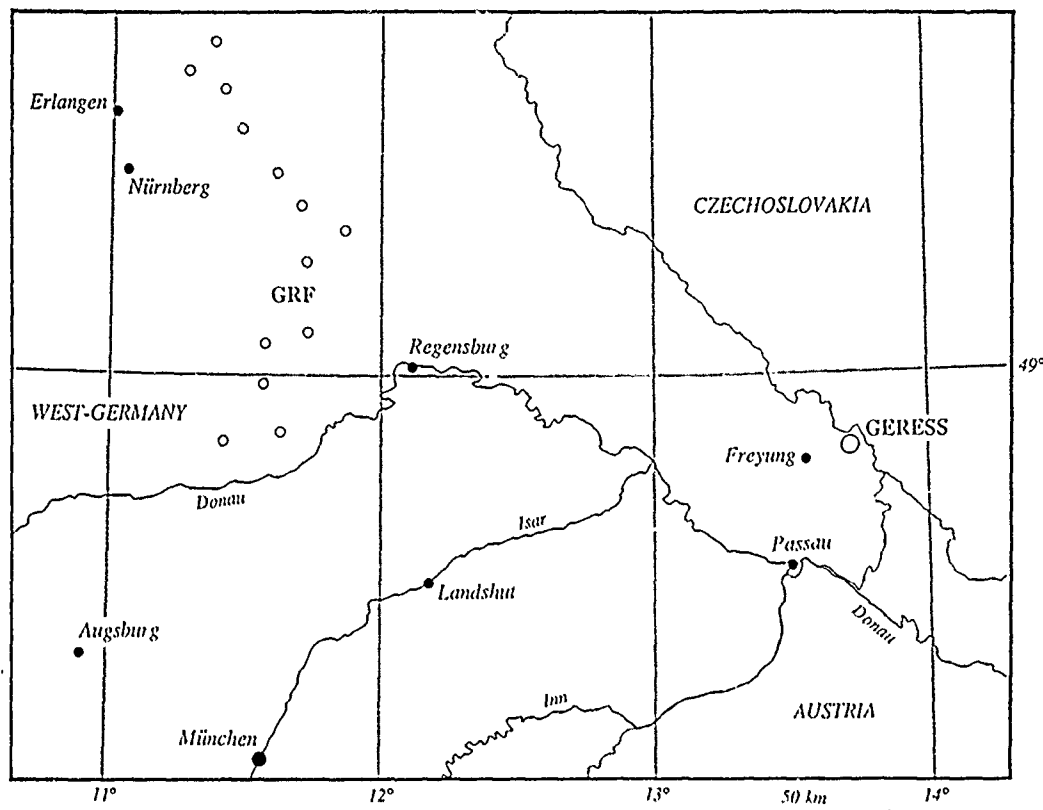 Erlangen
Nürnberg
CZECHOSLOVAKIA
GRF
Regensburg
49°
WEST-GERMANY
GERESS
Freyung
Donau
Isar
Passau
Landshut
Donau
Augsburg
Inn
AUSTRIA
München
11°
12°
13°
50 km
14°